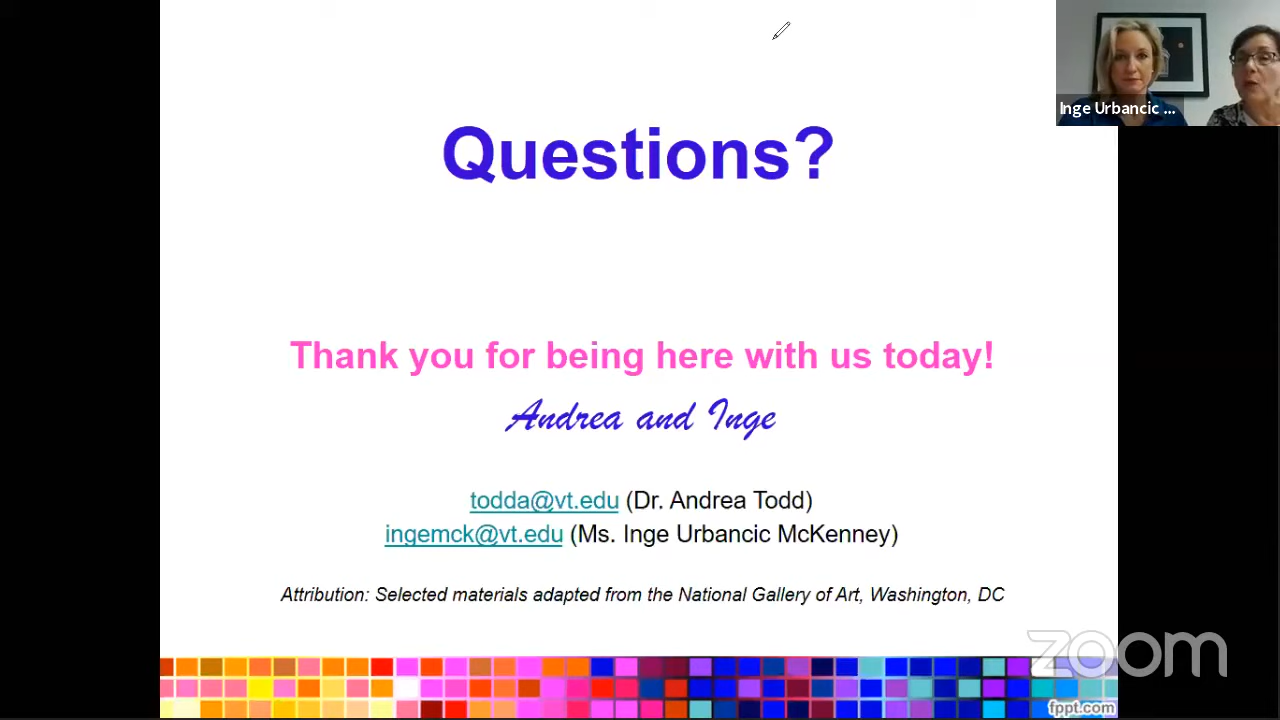 Inge Urbancic ...
Questions?
Thank you for being here with us today!
Andrea and Inge
todda@vt.edu (Dr. Andrea Todd)
ingemck@vt.edu (Ms. Inge Urbancic McKenney)
Attribution: Selected materials adapted from the National Gallery of Art, Washington, DC
zoom
fppt.com